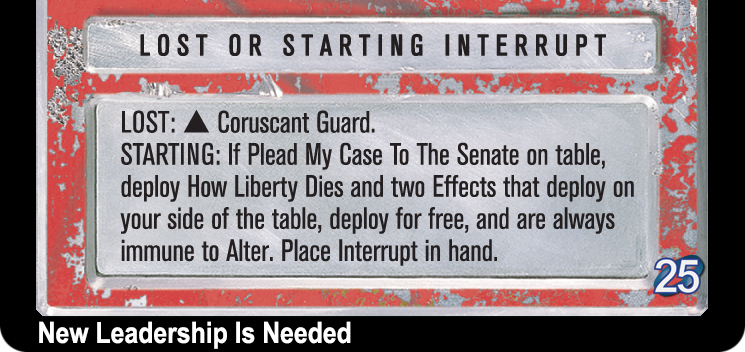 LOST OR STARTING INTERRUPT
LOST: ▲ Coruscant Guard.
STARTING: If Plead My Case To The Senate on table,
deploy How Liberty Dies and two Effects that deploy on
your side of the table, deploy for free, and are always
immune to Alter. Place Interrupt in hand.
25
New Leadership Is Needed